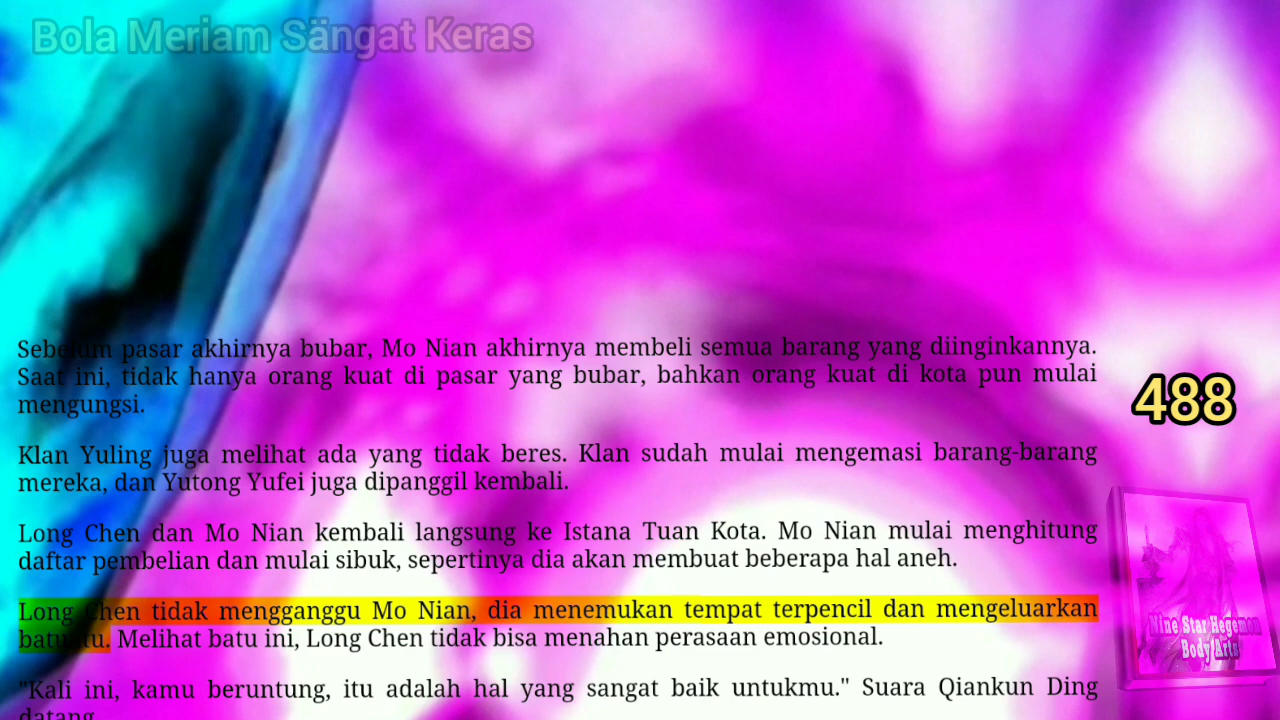 Bola Meriam Sängat Keras
Sebelum pasar akhirnya bubar, Mo Nian akhirnya membeli semua barang yang diinginkannya.
Saat ini, tidak hanya orang kuat di pasar yang bubar, bahkan orang kuat di kota pun mulai
mengungsi.
Klan Yuling juga melihat ada yang tidak beres. Klan sudah mulai mengemasi barang-barang
mereka, dan Yutong Yufei juga dipanggil kembali.
Long Chen dan Mo Nian kembali langsung ke Istana Tuan Kota. Mo Nian mulai menghitung
daftar pembelian dan mulai sibuk, sepertinya dia akan membuat beberapa hal aneh.
Long Chen tidak mengganggu Mo Nian, dia menemukan tempat terpencil dan mengeluarkan
batu itu. Melihat batu ini, Long Chen tidak bisa menahan perasaan emosional.
"Kali ini, kamu beruntung, itu adalah hal yang sangat baik untukmu." Suara Qiankun Ding
datang.
488
Nine Star Hegemon
Body Arts